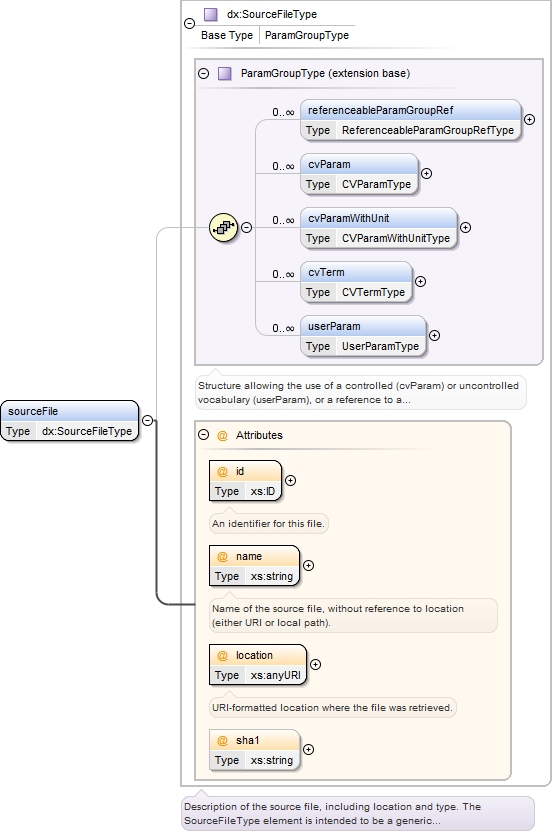 dx:SourceFileType
Base Type ParamGroupType
ParamGroupType (extension base)
0..∞ referenceableParamGroupRef
Type ReferenceableParamGroupRefType
0..∞ cvParam
Type CVParamType
0..∞ cvParamWithUnit
Type CVParamWithUnitType
0..∞ cvTerm
Type CVTermType
0..∞ userParam
Type UserParamType
Structure allowing the use of a controlled (cvParam) or uncontrolled
vocabulary (userParam), or a reference to a...
sourceFile
Type dx:SourceFileType
@ Attributes
@ id
Type xs:ID
An identifier for this file.
@ name
Type xs:string
Name of the source file, without reference to location
(either URI or local path).
@ location
Type xs:anyURI
URI-formatted location where the file was retrieved.
@ sha1
Type xs:string
Description of the source file, including location and type. The
SourceFileType element is intended to be a generic...